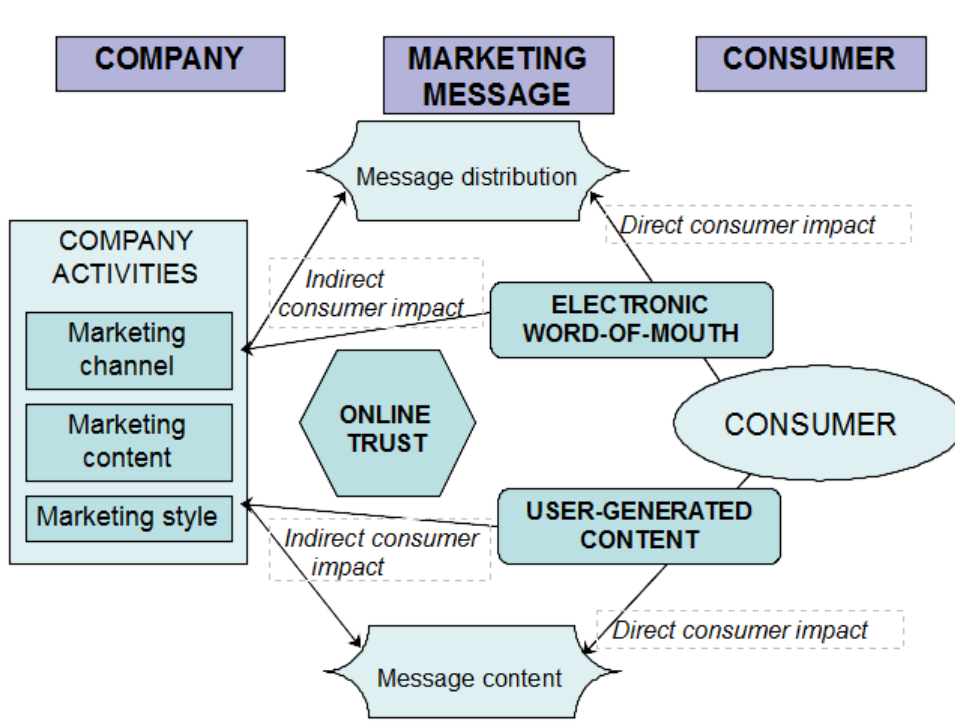 COMPANY
MARKETING
MESSAGE
CONSUMER
Message distribution
Direct consumer impact
COMPANY
ACTIVITIES
Indirect
consumer impact
Marketing
channel
ELECTRONIC
WORD-OF-MOUTH
ONLINE
TRUST
Marketing
content
CONSUMER
Marketing style
USER-GENERATED
CONTENT
Indirect consumer
impact
Direct consumer impact
Message content